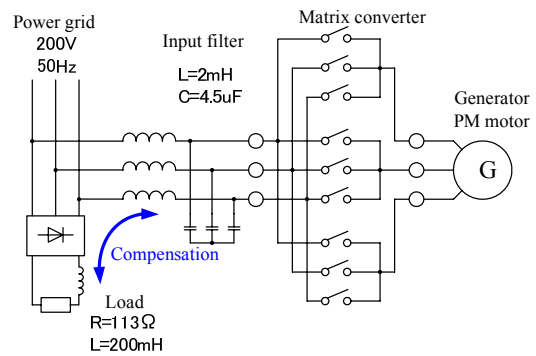 Power grid
200V
50Hz
Input filter
L=2mH
C=4.5uF
Matrix converter
Generator
PM motor
G
Compensation
Load
R=113Ω
L=200mH